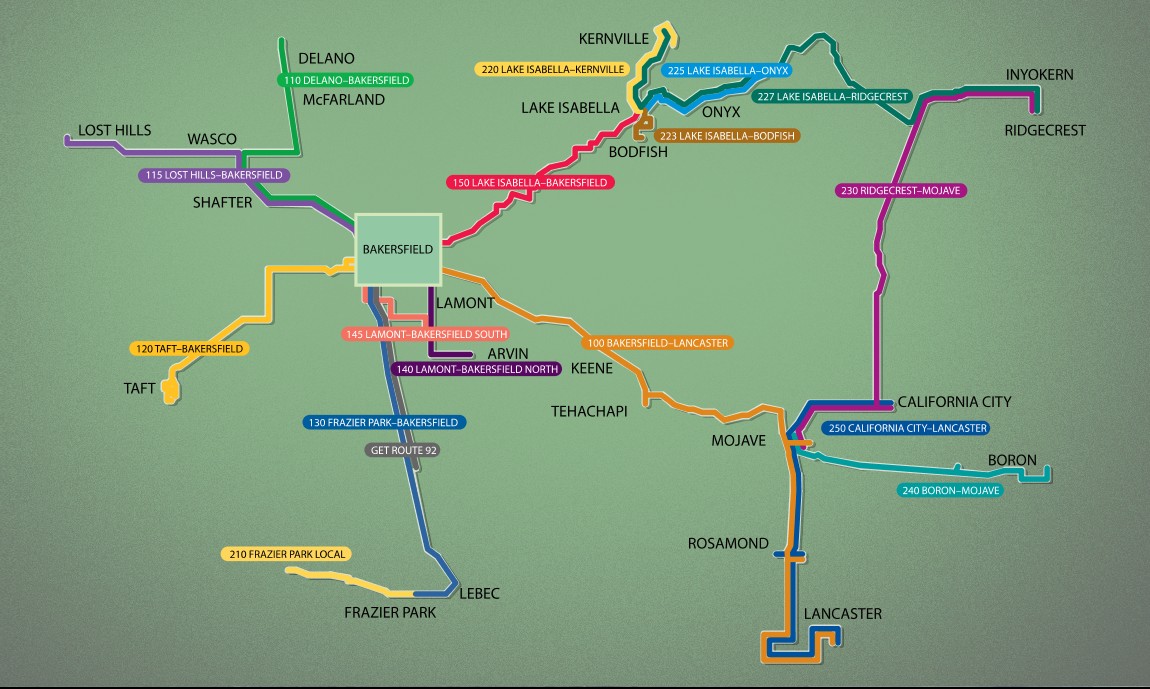 KERNVILLE
DELANO
220 LAKE ISABELLA–KERNVILLE
225 LAKE ISABELLA–ONYX
INYOKERN
110 DELANO–BAKERSFIELD
McFARLAND
227 LAKE ISABELLA–RIDGECREST
LAKE ISABELLA
ONYX
LOST HILLS
WASCO
223 LAKE ISABELLA–BODFISH
RIDGECREST
BODFISH
115 LOST HILLS–BAKERSFIELD
150 LAKE ISABELLA–BAKERSFIELD
230 RIDGECREST–MOJAVE
SHAFTER
BAKERSFIELD
LAMONT
145 LAMONT–BAKERSFIELD SOUTH
100 BAKERSFIELD–LANCASTER
120 TAFT–BAKERSFIELD
ARVIN
140 LAMONT–BAKERSFIELD NORTH
KEENE
TAFT
CALIFORNIA CITY
TEHACHAPI
130 FRAZIER PARK–BAKERSFIELD
250 CALIFORNIA CITY–LANCASTER
MOJAVE
GET ROUTE 92
BORON
240 BORON–MOJAVE
ROSAMOND
210 FRAZIER PARK LOCAL
LEBEC
FRAZIER PARK
LANCASTER